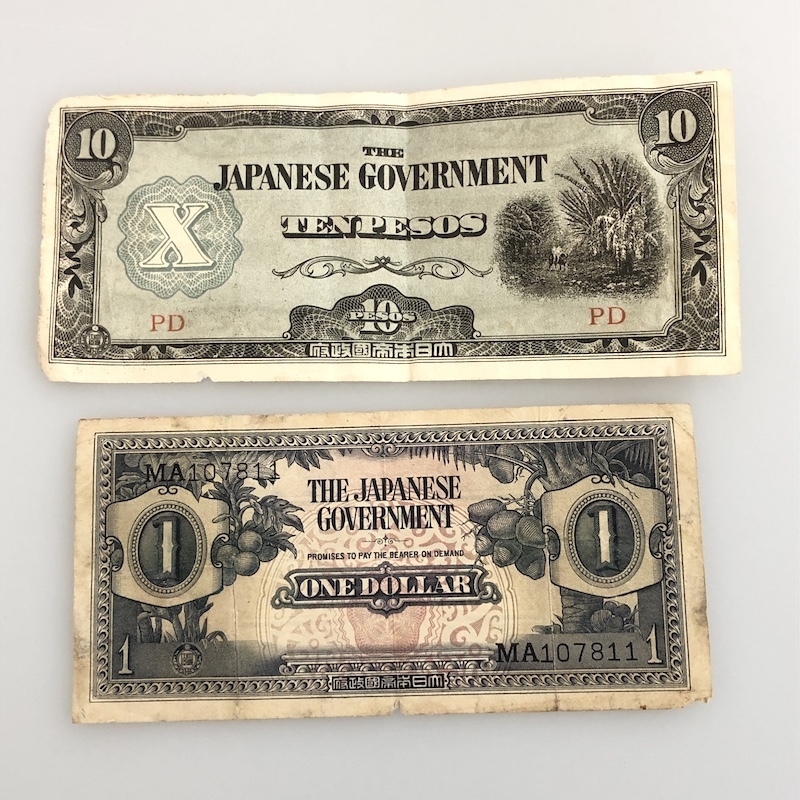 10
10
THE
JAPANESE GOVERNMENT
TEN PESOS
X
PD
PD
10
PESOS
府政國帝本日大
MA107811
THE JAPANESE
GOVERNMENT
PROMISES TO PAY THE BEARER ON DEMAND
ONE DOLLAR
1
1
MA107811
1
1
府政國帝本日大